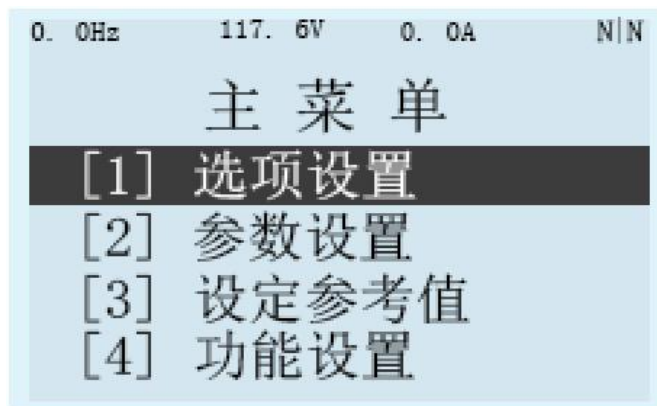 0. 0Hz 117. 6V 0. 0A N|N
主 菜 单
[1] 选项设置
[2] 参数设置
[3] 设定参考值
[4] 功能设置